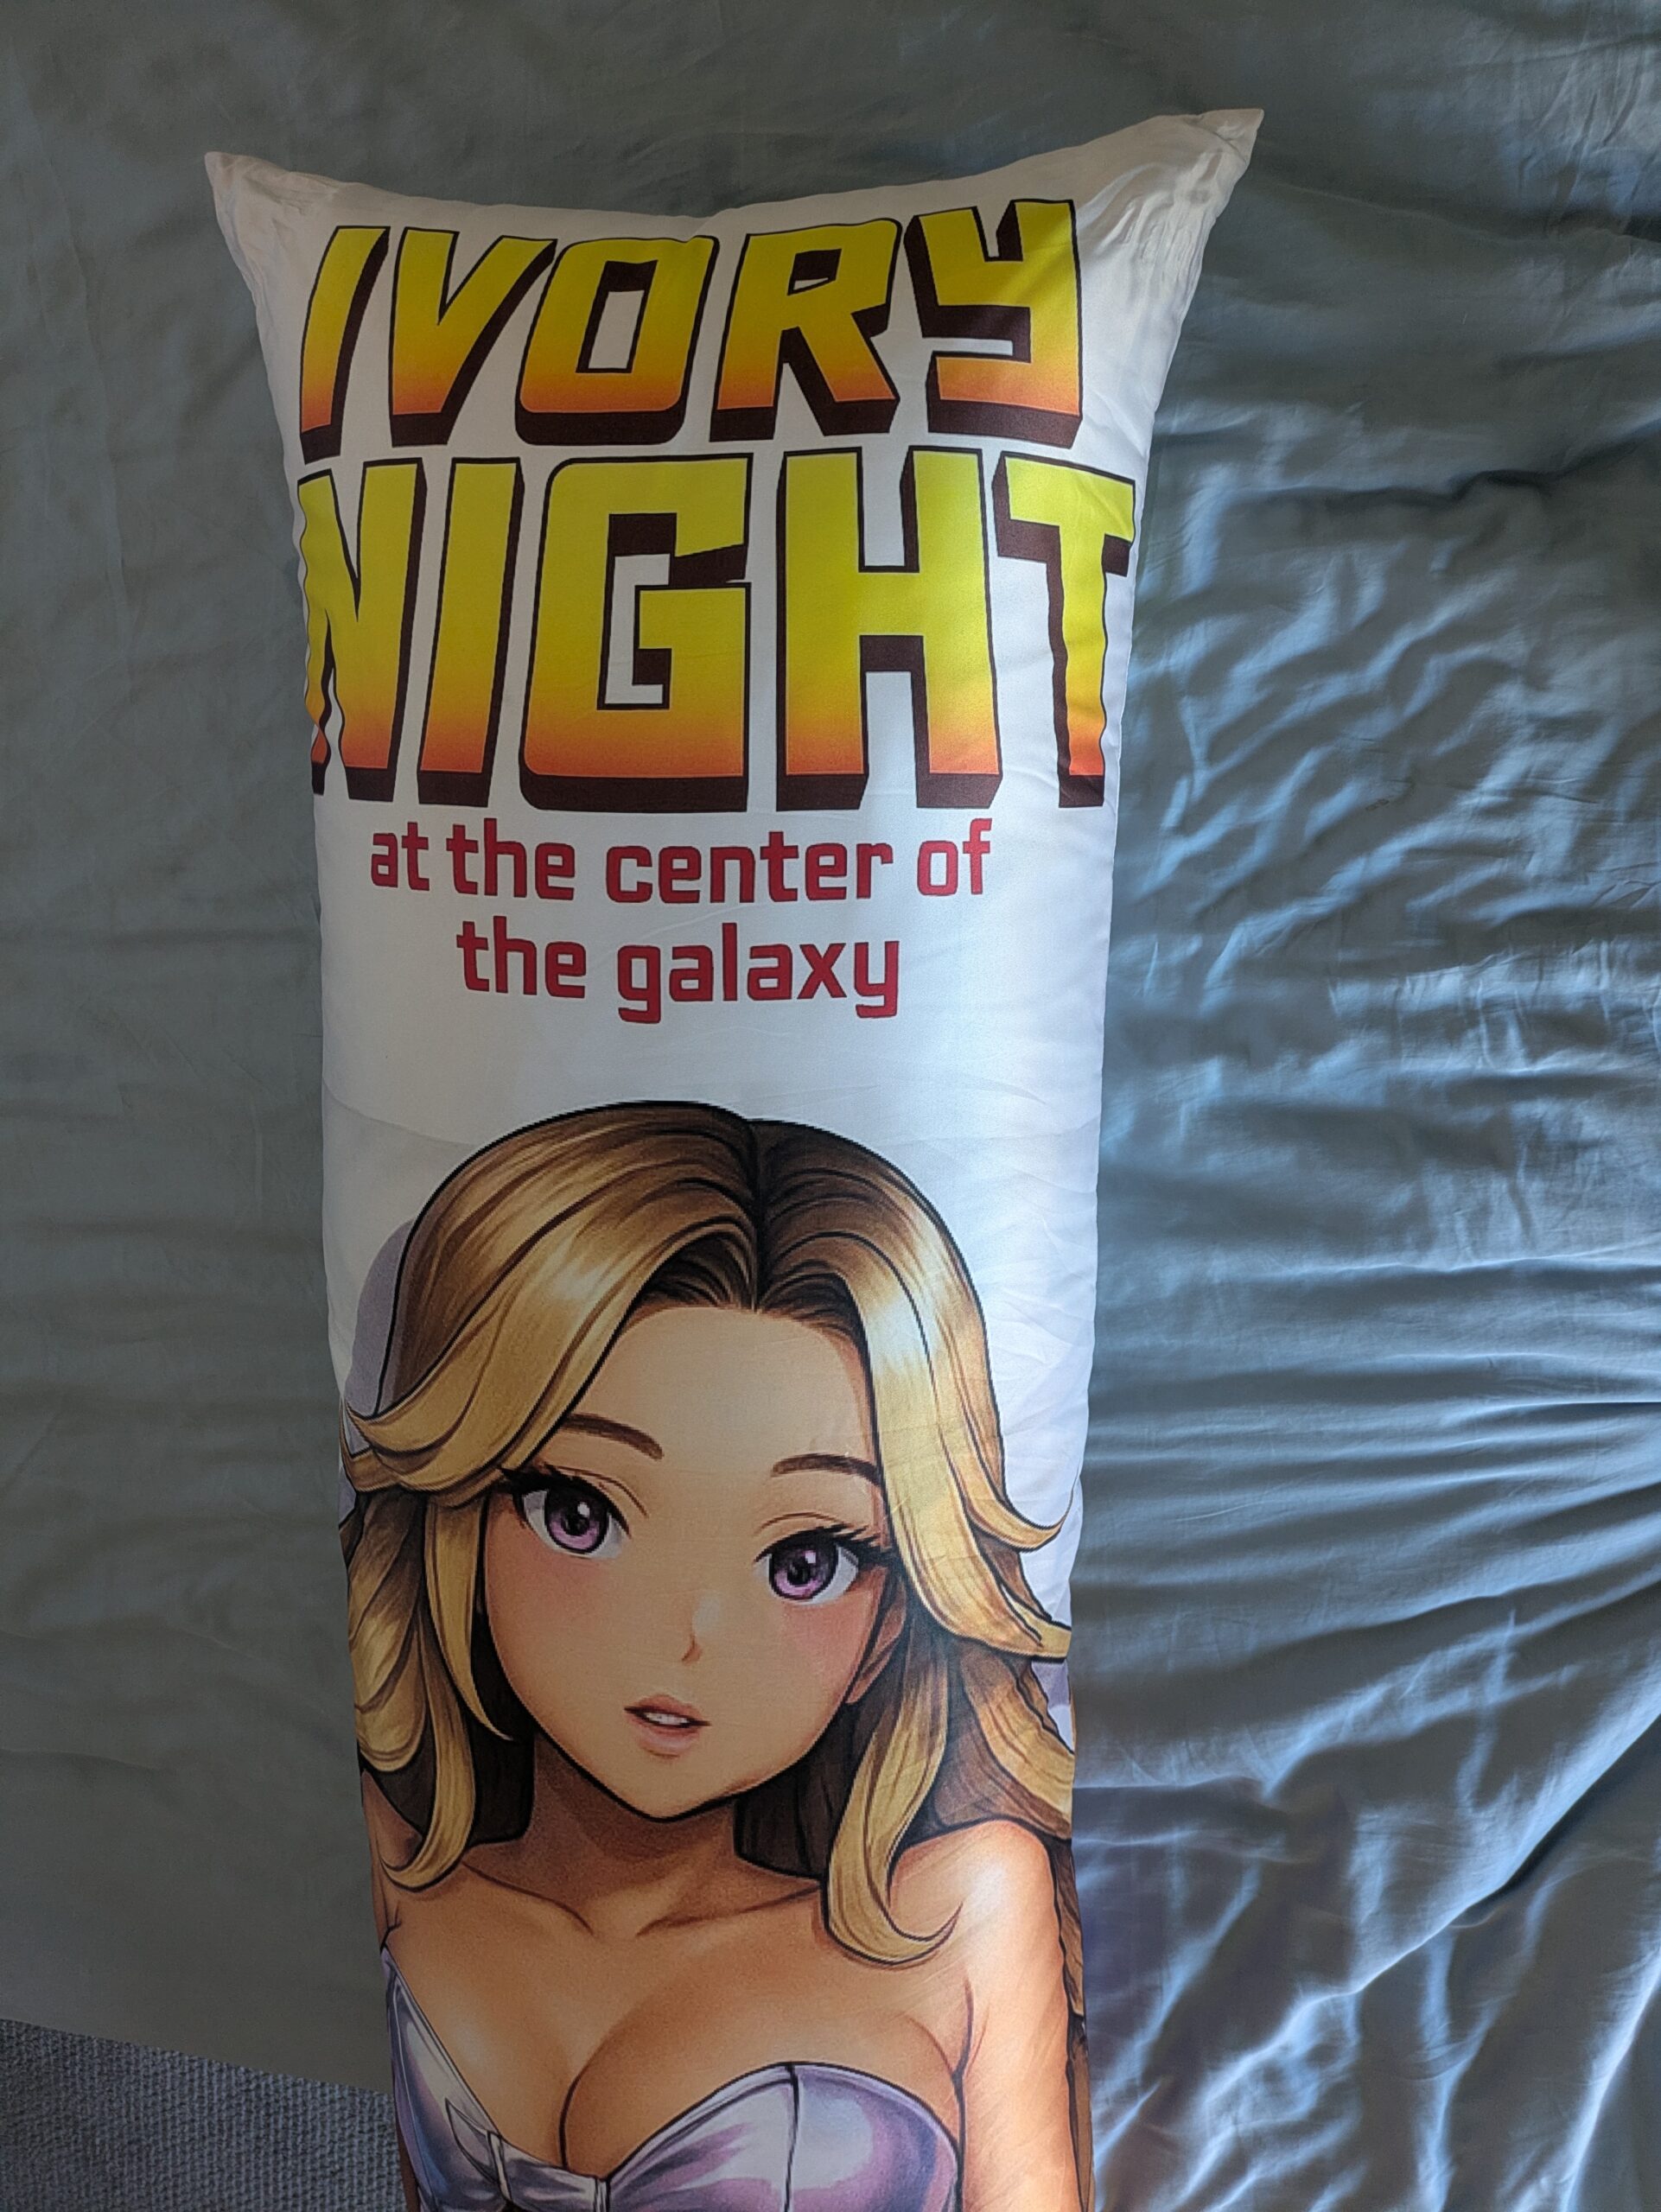 IVORY
NIGHT
at the center of
the galaxy